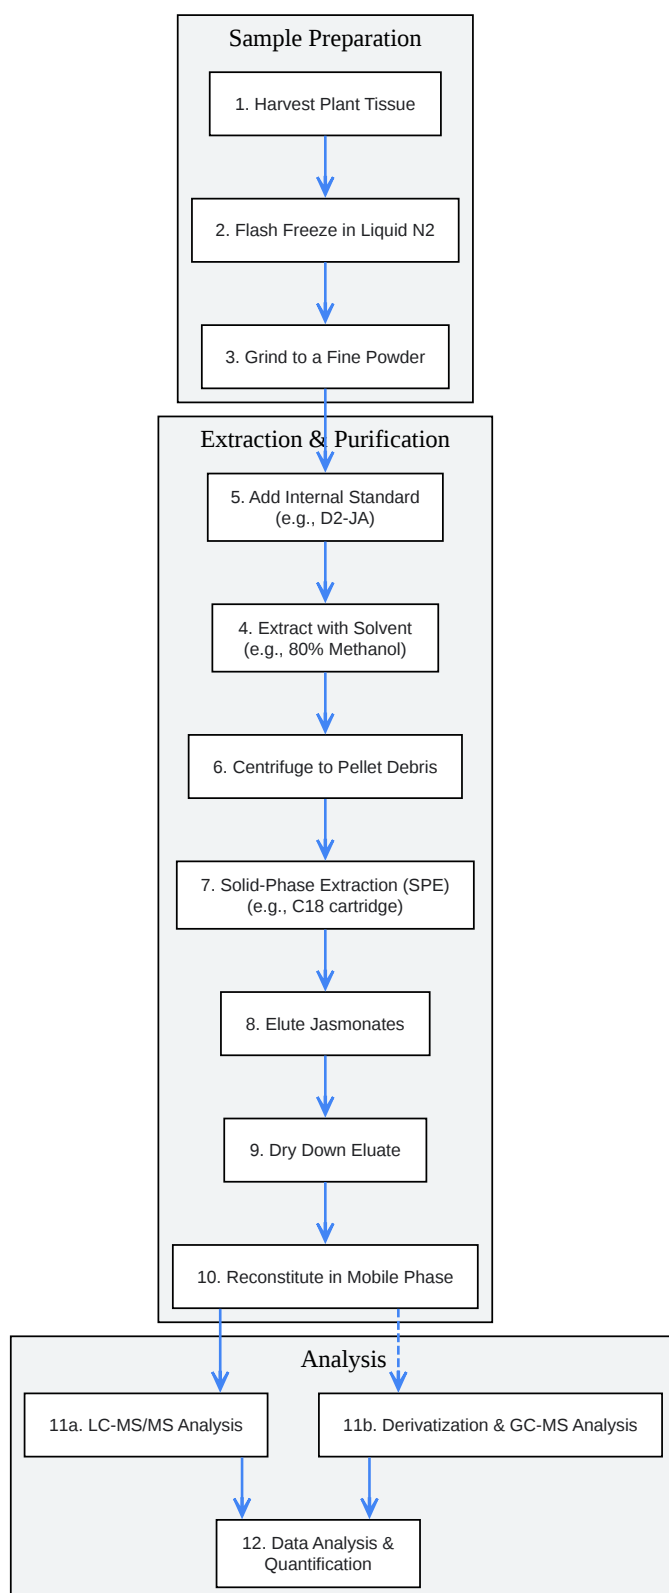 Sample Preparation
1. Harvest Plant Tissue
2. Flash Freeze in Liquid N2
3. Grind to a Fine Powder
Extraction & Purification
5. Add Internal Standard
(e.g., D2-JA)
4. Extract with Solvent
(e.g., 80% Methanol)
6. Centrifuge to Pellet Debris
7. Solid-Phase Extraction (SPE)
(e.g., C18 cartridge)
8. Elute Jasmonates
9. Dry Down Eluate
10. Reconstitute in Mobile Phase
Analysis
11a. LC-MS/MS Analysis
11b. Derivatization & GC-MS Analysis
12. Data Analysis &
Quantification